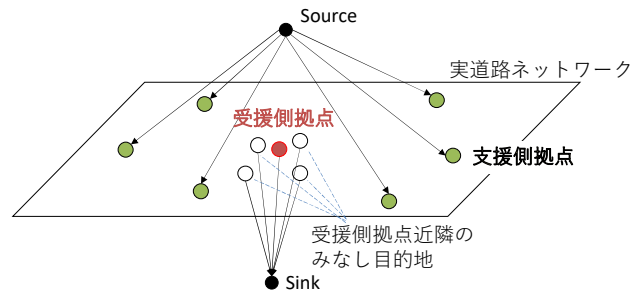 Source
実道路ネットワーク
受援側拠点
支援側拠点
受援側拠点近隣の
みなし目的地
Sink